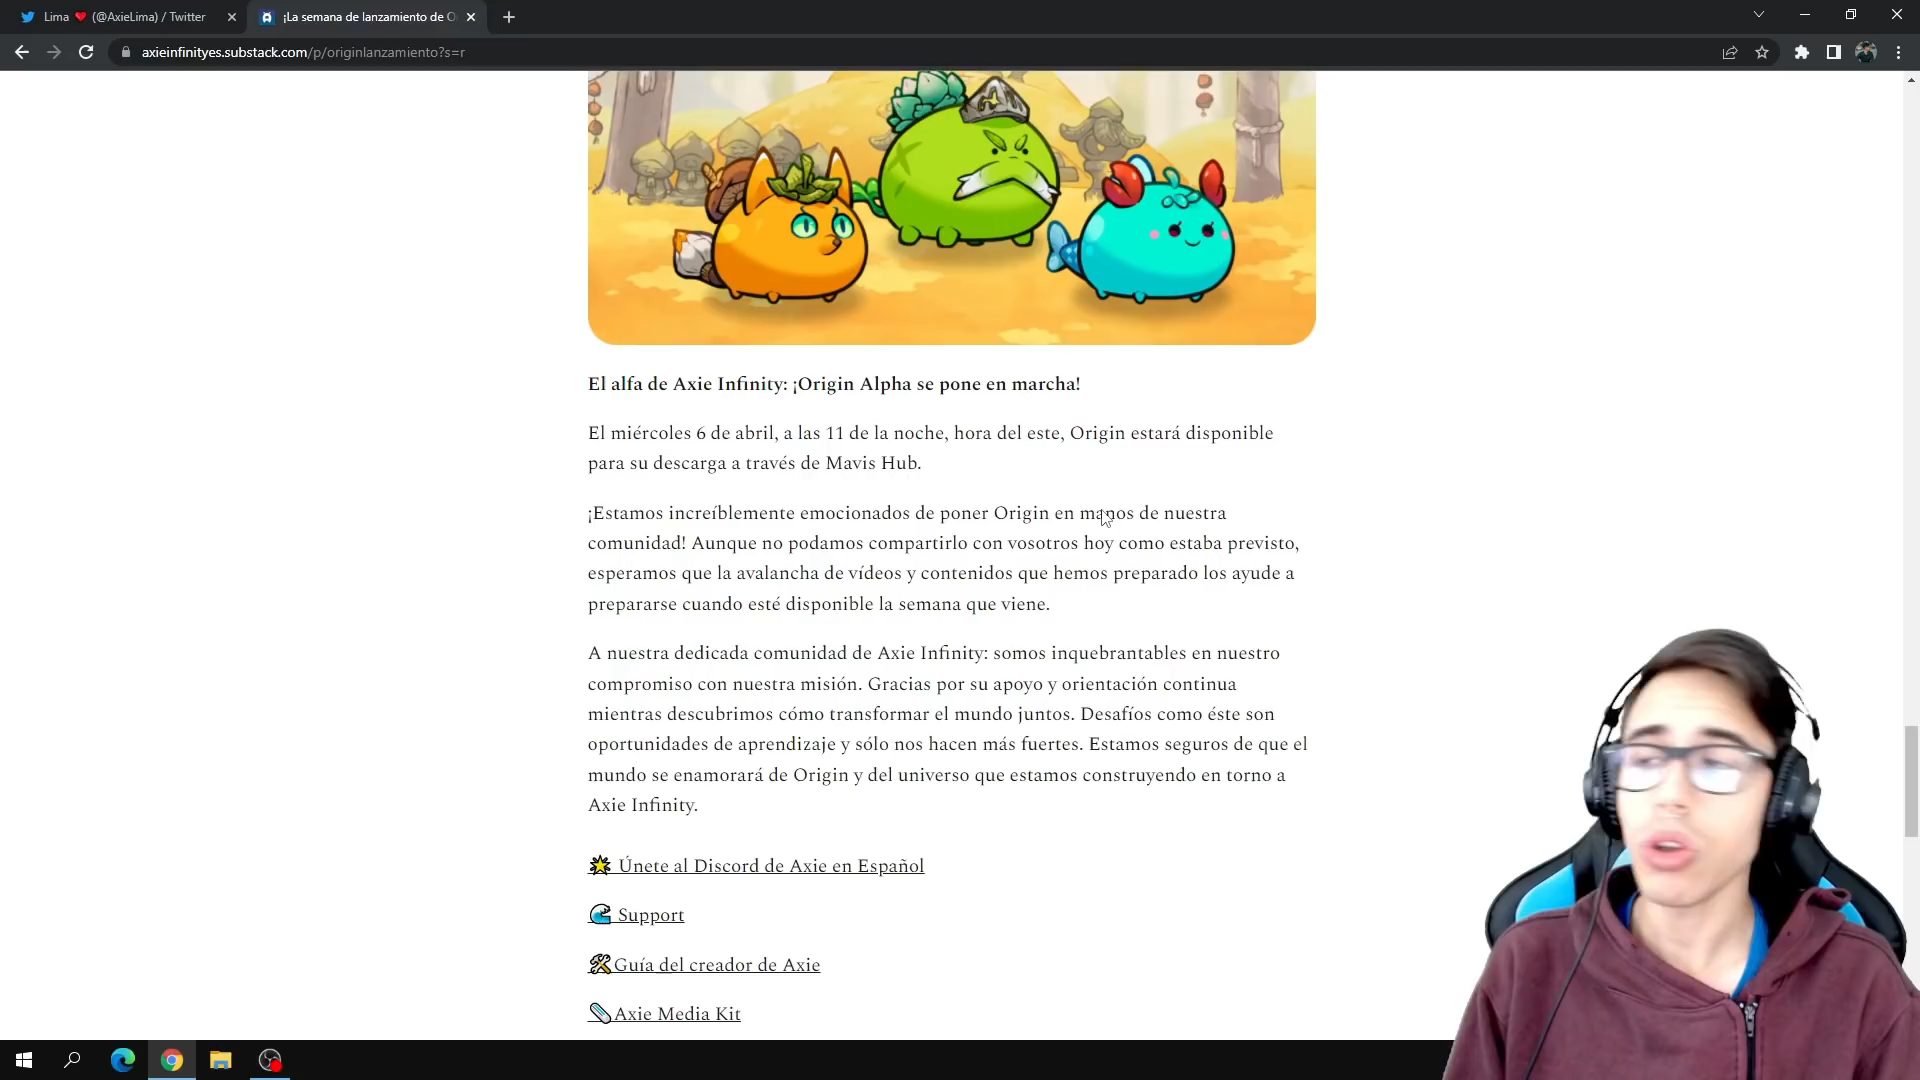 Lima ❤ (@AxieLima) / Twitter
¡La semana de lanzamiento de O
axieinfinityes.substack.com/p/originlanzamiento?s=r
El alfa de Axie Infinity: ¡Origin Alpha se pone en marcha!
El miércoles 6 de abril, a las 11 de la noche, hora del este, Origin estará disponible
para su descarga a través de Mavis Hub.
¡Estamos increíblemente emocionados de poner Origin en manos de nuestra
comunidad! Aunque no podamos compartirlo con vosotros hoy como estaba previsto,
esperamos que la avalancha de vídeos y contenidos que hemos preparado los ayude a
prepararse cuando esté disponible la semana que viene.
A nuestra dedicada comunidad de Axie Infinity: somos inquebrantables en nuestro
compromiso con nuestra misión. Gracias por su apoyo y orientación continua
mientras descubrimos cómo transformar el mundo juntos. Desafíos como éste son
oportunidades de aprendizaje y sólo nos hacen más fuertes. Estamos seguros de que el
mundo se enamorará de Origin y del universo que estamos construyendo en torno a
Axie Infinity.
🌟 Únete al Discord de Axie en Español
🌊 Support
🛠Guía del creador de Axie
📎Axie Media Kit